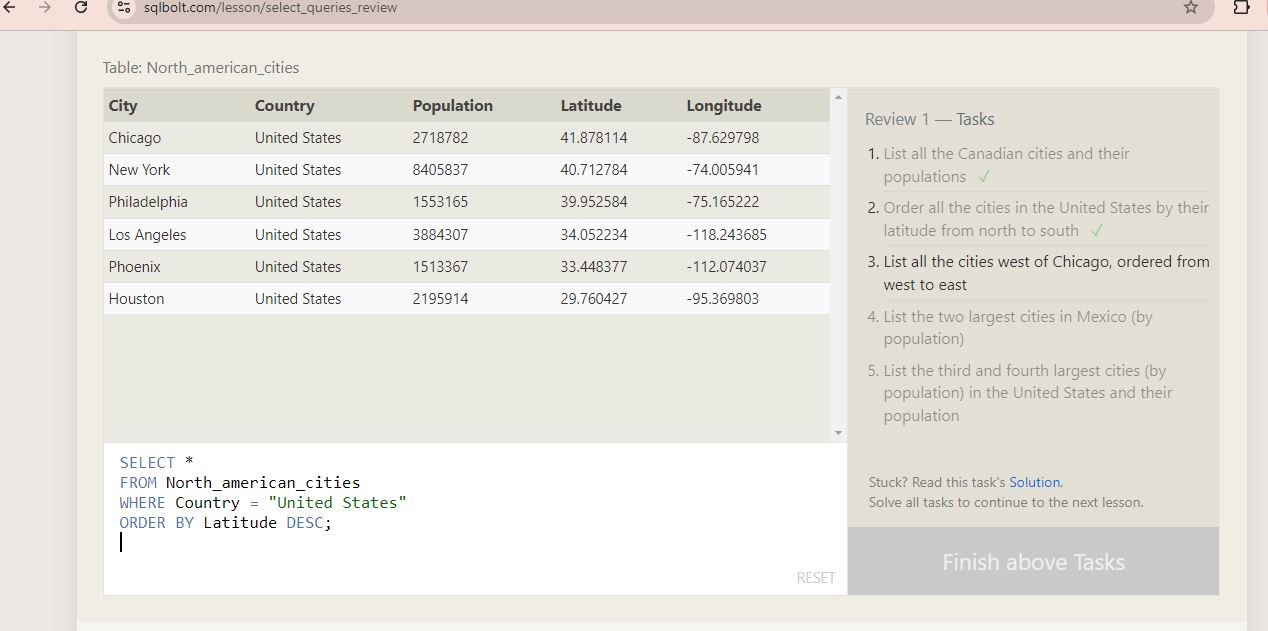 sqlbolt.com/lesson/select_queries_review
Table: North_american_cities
City Country Population Latitude Longitude
Chicago United States 2718782 41.878114 -87.629798
New York United States 8405837 40.712784 -74.005941
Philadelphia United States 1553165 39.952584 -75.165222
Los Angeles United States 3884307 34.052234 -118.243685
Phoenix United States 1513367 33.448377 -112.074037
Houston United States 2195914 29.760427 -95.369803
SELECT *
FROM North_american_cities
WHERE Country = "United States"
ORDER BY Latitude DESC;
RESET
Review 1 — Tasks
1. List all the Canadian cities and their
populations ✓
2. Order all the cities in the United States by their
latitude from north to south ✓
3. List all the cities west of Chicago, ordered from
west to east
4. List the two largest cities in Mexico (by
population)
5. List the third and fourth largest cities (by
population) in the United States and their
population
Stuck? Read this task's Solution.
Solve all tasks to continue to the next lesson.
Finish above Tasks